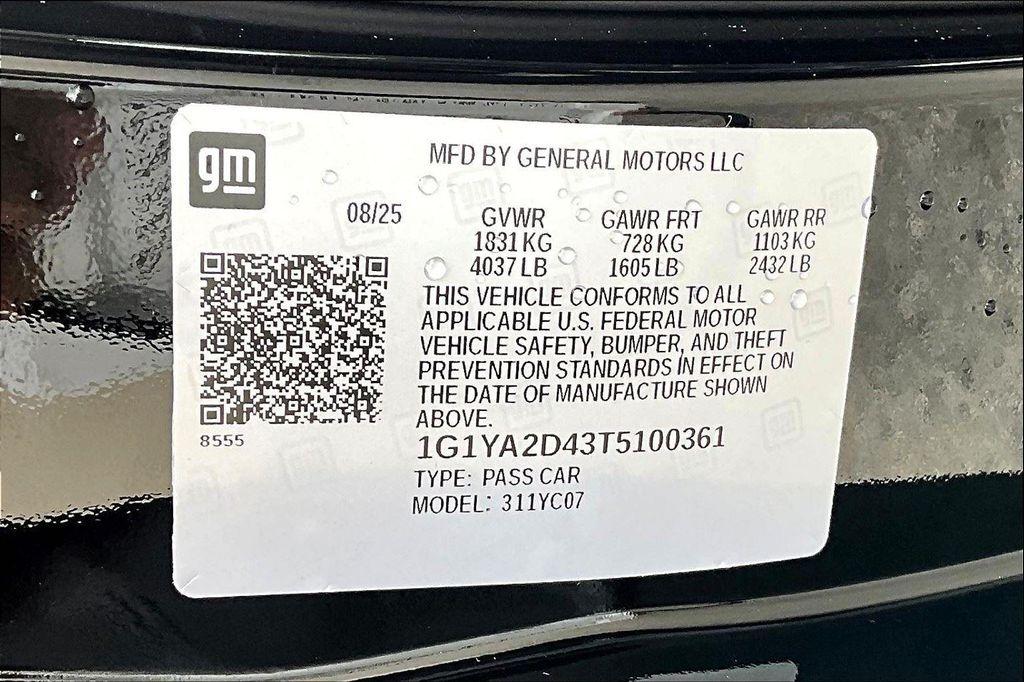 gm
MFD BY GENERAL MOTORS LLC
08/25
GVWR GAWR FRT GAWR RR
1831 KG 728 KG 1103 KG
4037 LB 1605 LB 2432 LB
THIS VEHICLE CONFORMS TO ALL
APPLICABLE U.S. FEDERAL MOTOR
VEHICLE SAFETY, BUMPER, AND THEFT
PREVENTION STANDARDS IN EFFECT ON
THE DATE OF MANUFACTURE SHOWN
ABOVE.
8555
1G1YA2D43T5100361
TYPE: PASS CAR
MODEL: 311YC07